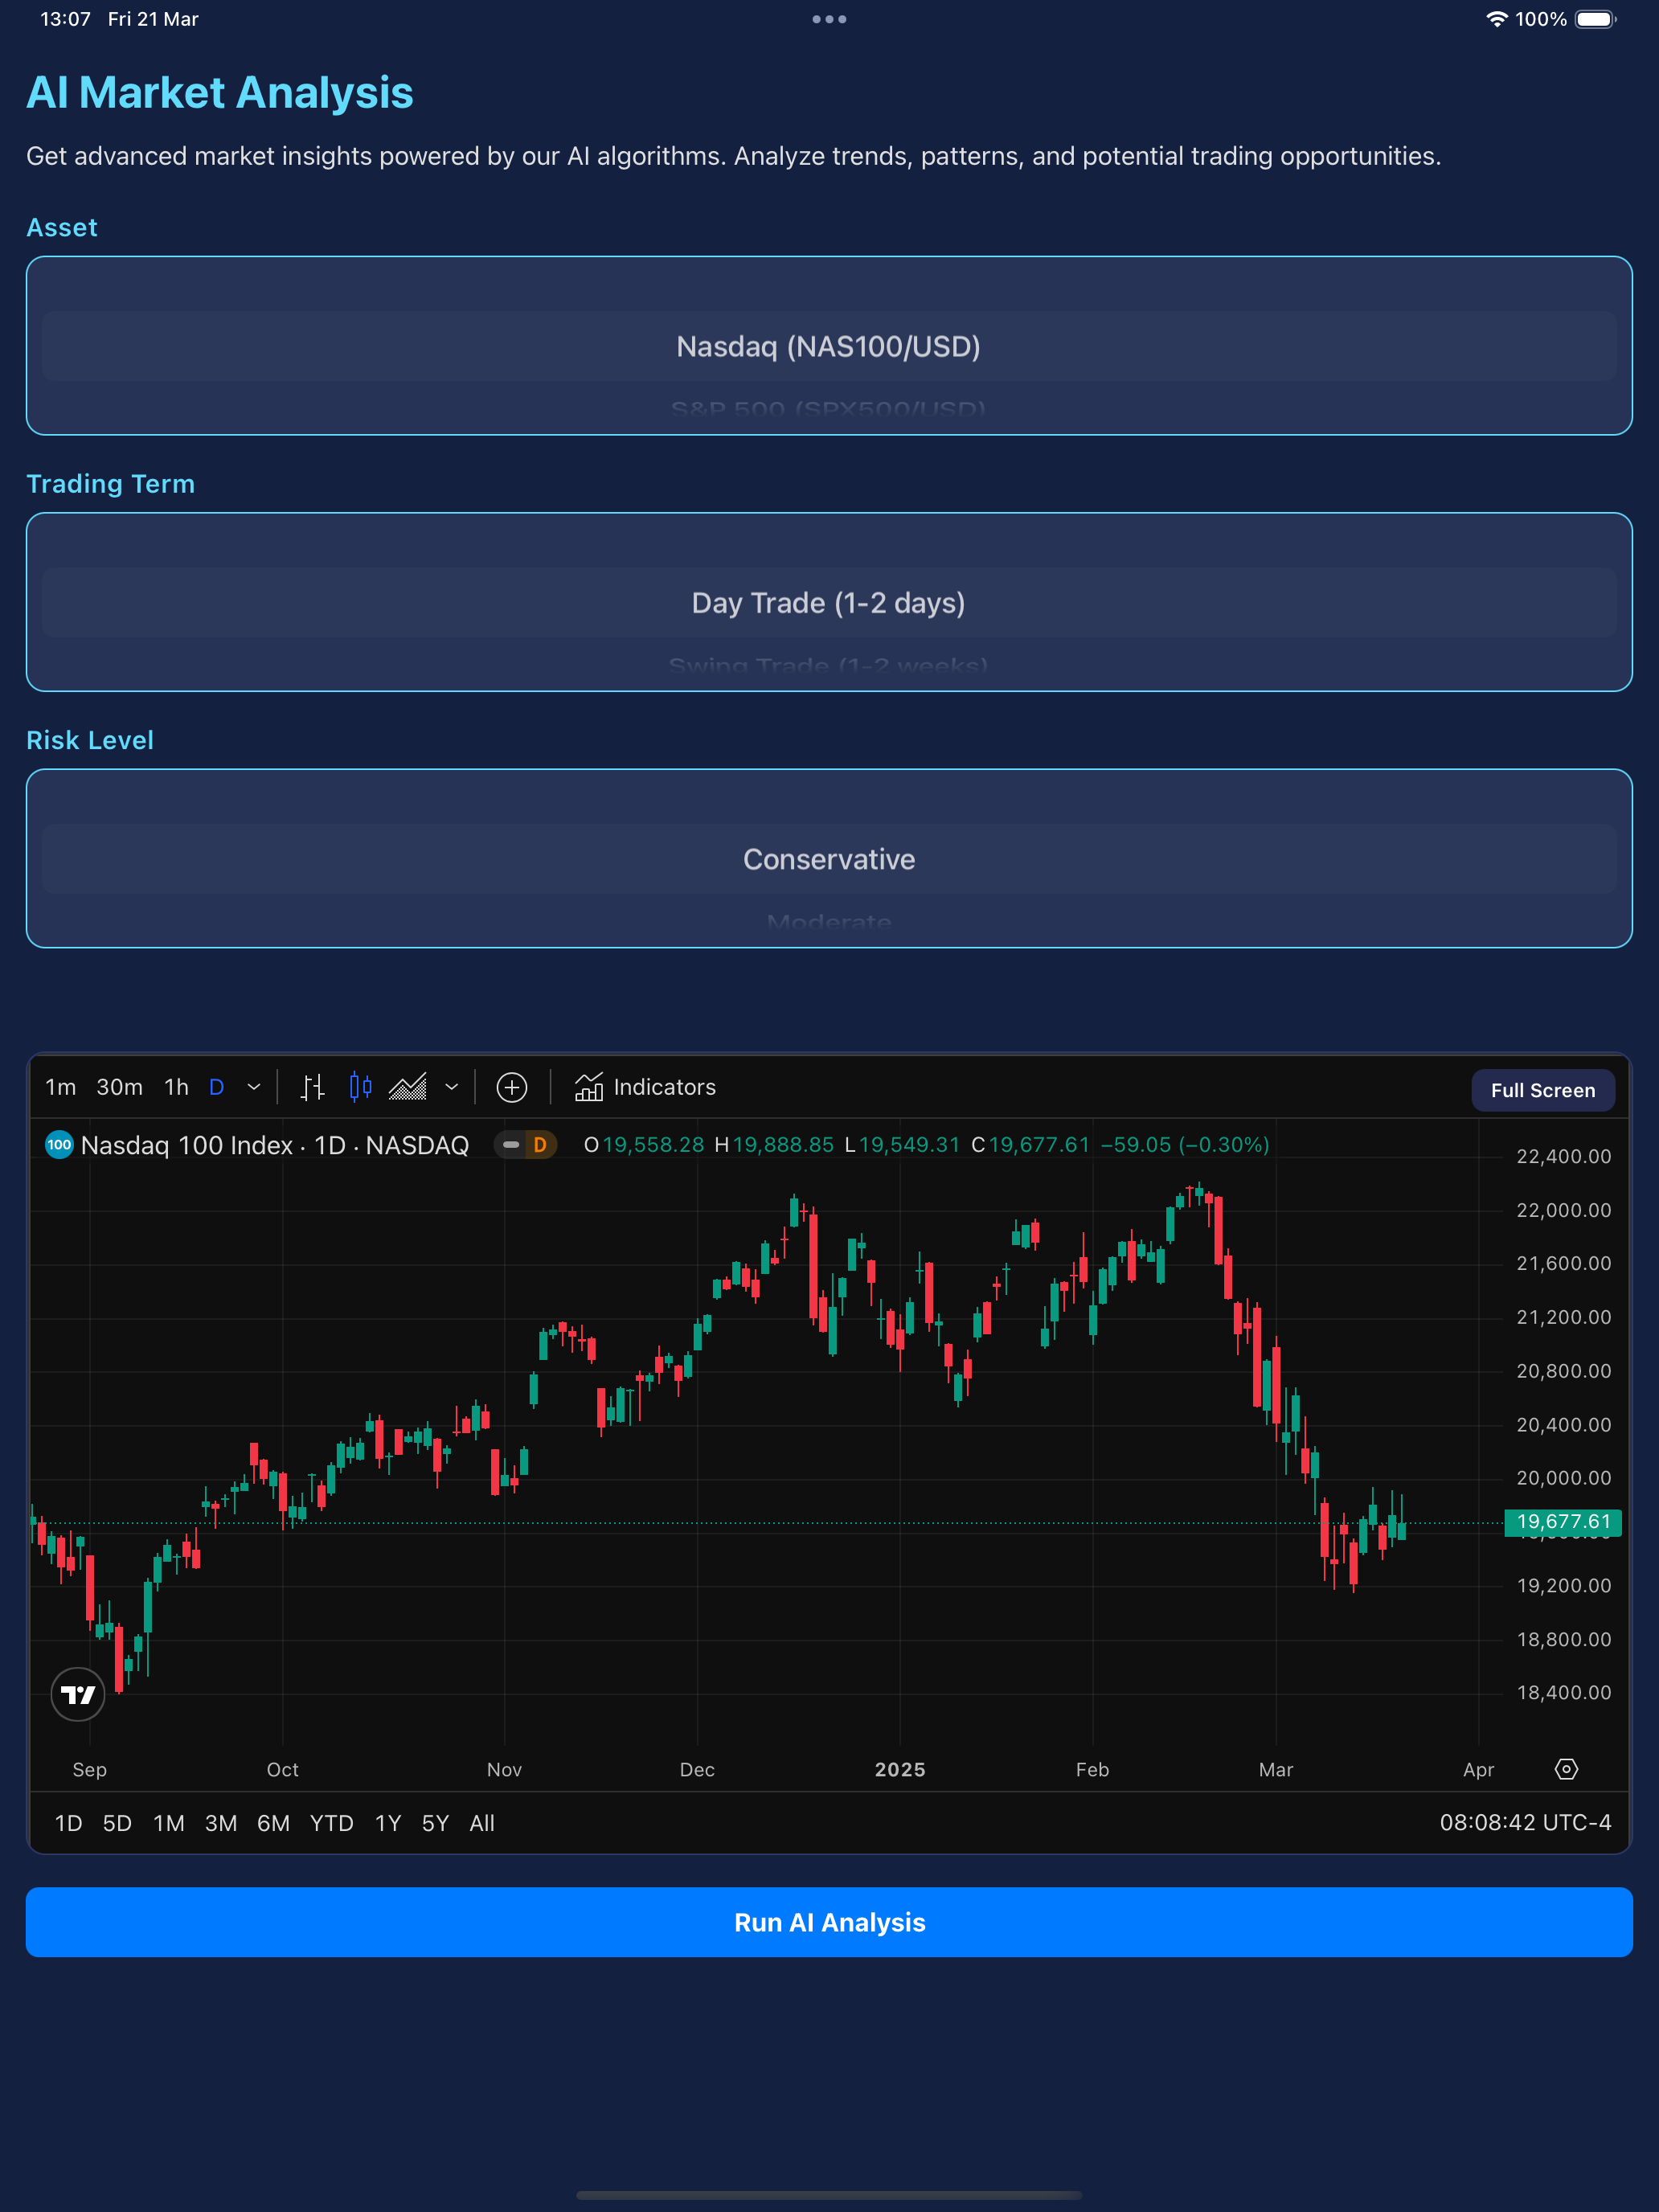 13:07 Fri 21 Mar
100%
AI Market Analysis
Get advanced market insights powered by our AI algorithms. Analyze trends, patterns, and potential trading opportunities.
Asset
Nasdaq (NAS100/USD)
S&P 500 (SPX500/USD)
Trading Term
Day Trade (1-2 days)
Swing Trade (1-2 weeks)
Risk Level
Conservative
Moderate
1m 30m 1h D Indicators Full Screen
100 Nasdaq 100 Index · 1D · NASDAQ D O19,558.28 H19,888.85 L19,549.31 C19,677.61 −59.05 (−0.30%)
22,400.00
22,000.00
21,600.00
21,200.00
20,800.00
20,400.00
20,000.00
19,677.61
19,200.00
18,800.00
18,400.00
Sep Oct Nov Dec 2025 Feb Mar Apr
1D 5D 1M 3M 6M YTD 1Y 5Y All 08:08:42 UTC-4
Run AI Analysis